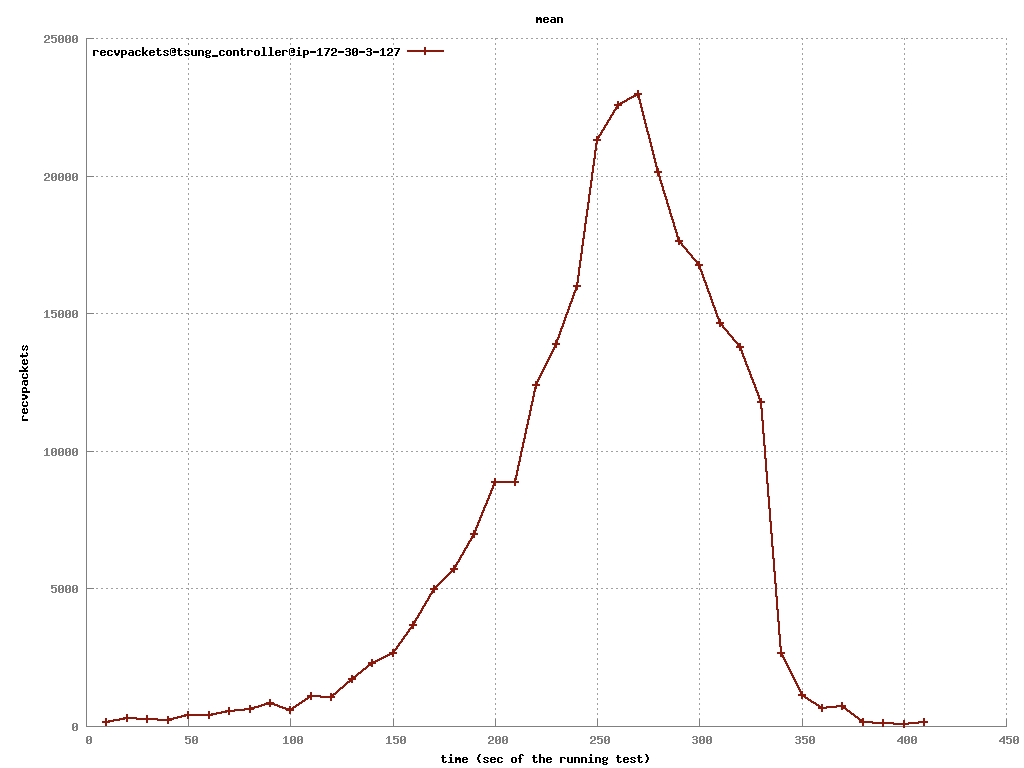 mean
25000
recvpackets@tsung_controller@ip-172-30-3-127
20000
15000
recvpackets
10000
5000
0
0 50 100 150 200 250 300 350 400 450
time (sec of the running test)